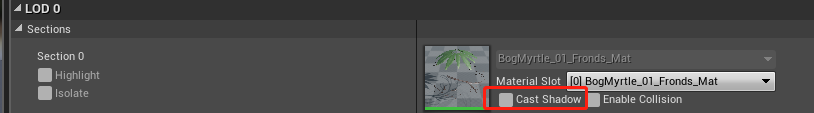 LOD 0
Sections
Section 0
BogMyrtle_01_Fronds_Mat
Highlight
Material Slot [0] BogMyrtle_01_Fronds_Mat
Isolate
Cast Shadow Enable Collision